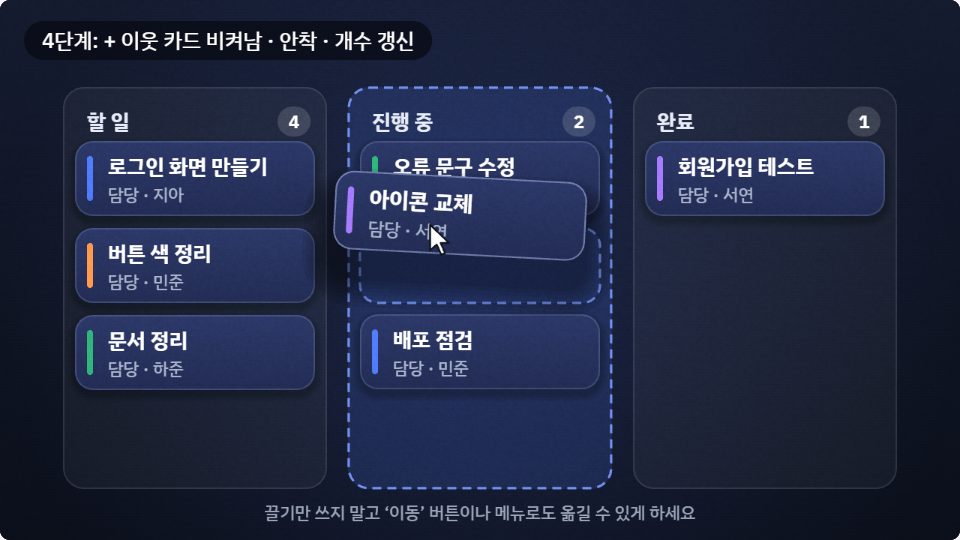 4단계: + 이웃 카드 비켜남 · 안착 · 개수 갱신
할 일
4
로그인 화면 만들기
담당 · 지아
버튼 색 정리
담당 · 민준
문서 정리
담당 · 하준
진행 중
2
오류 문구 수정
아이콘 교체
담당 · 서연
배포 점검
담당 · 민준
완료
1
회원가입 테스트
담당 · 서연
끌기만 쓰지 말고 ‘이동’ 버튼이나 메뉴로도 옮길 수 있게 하세요